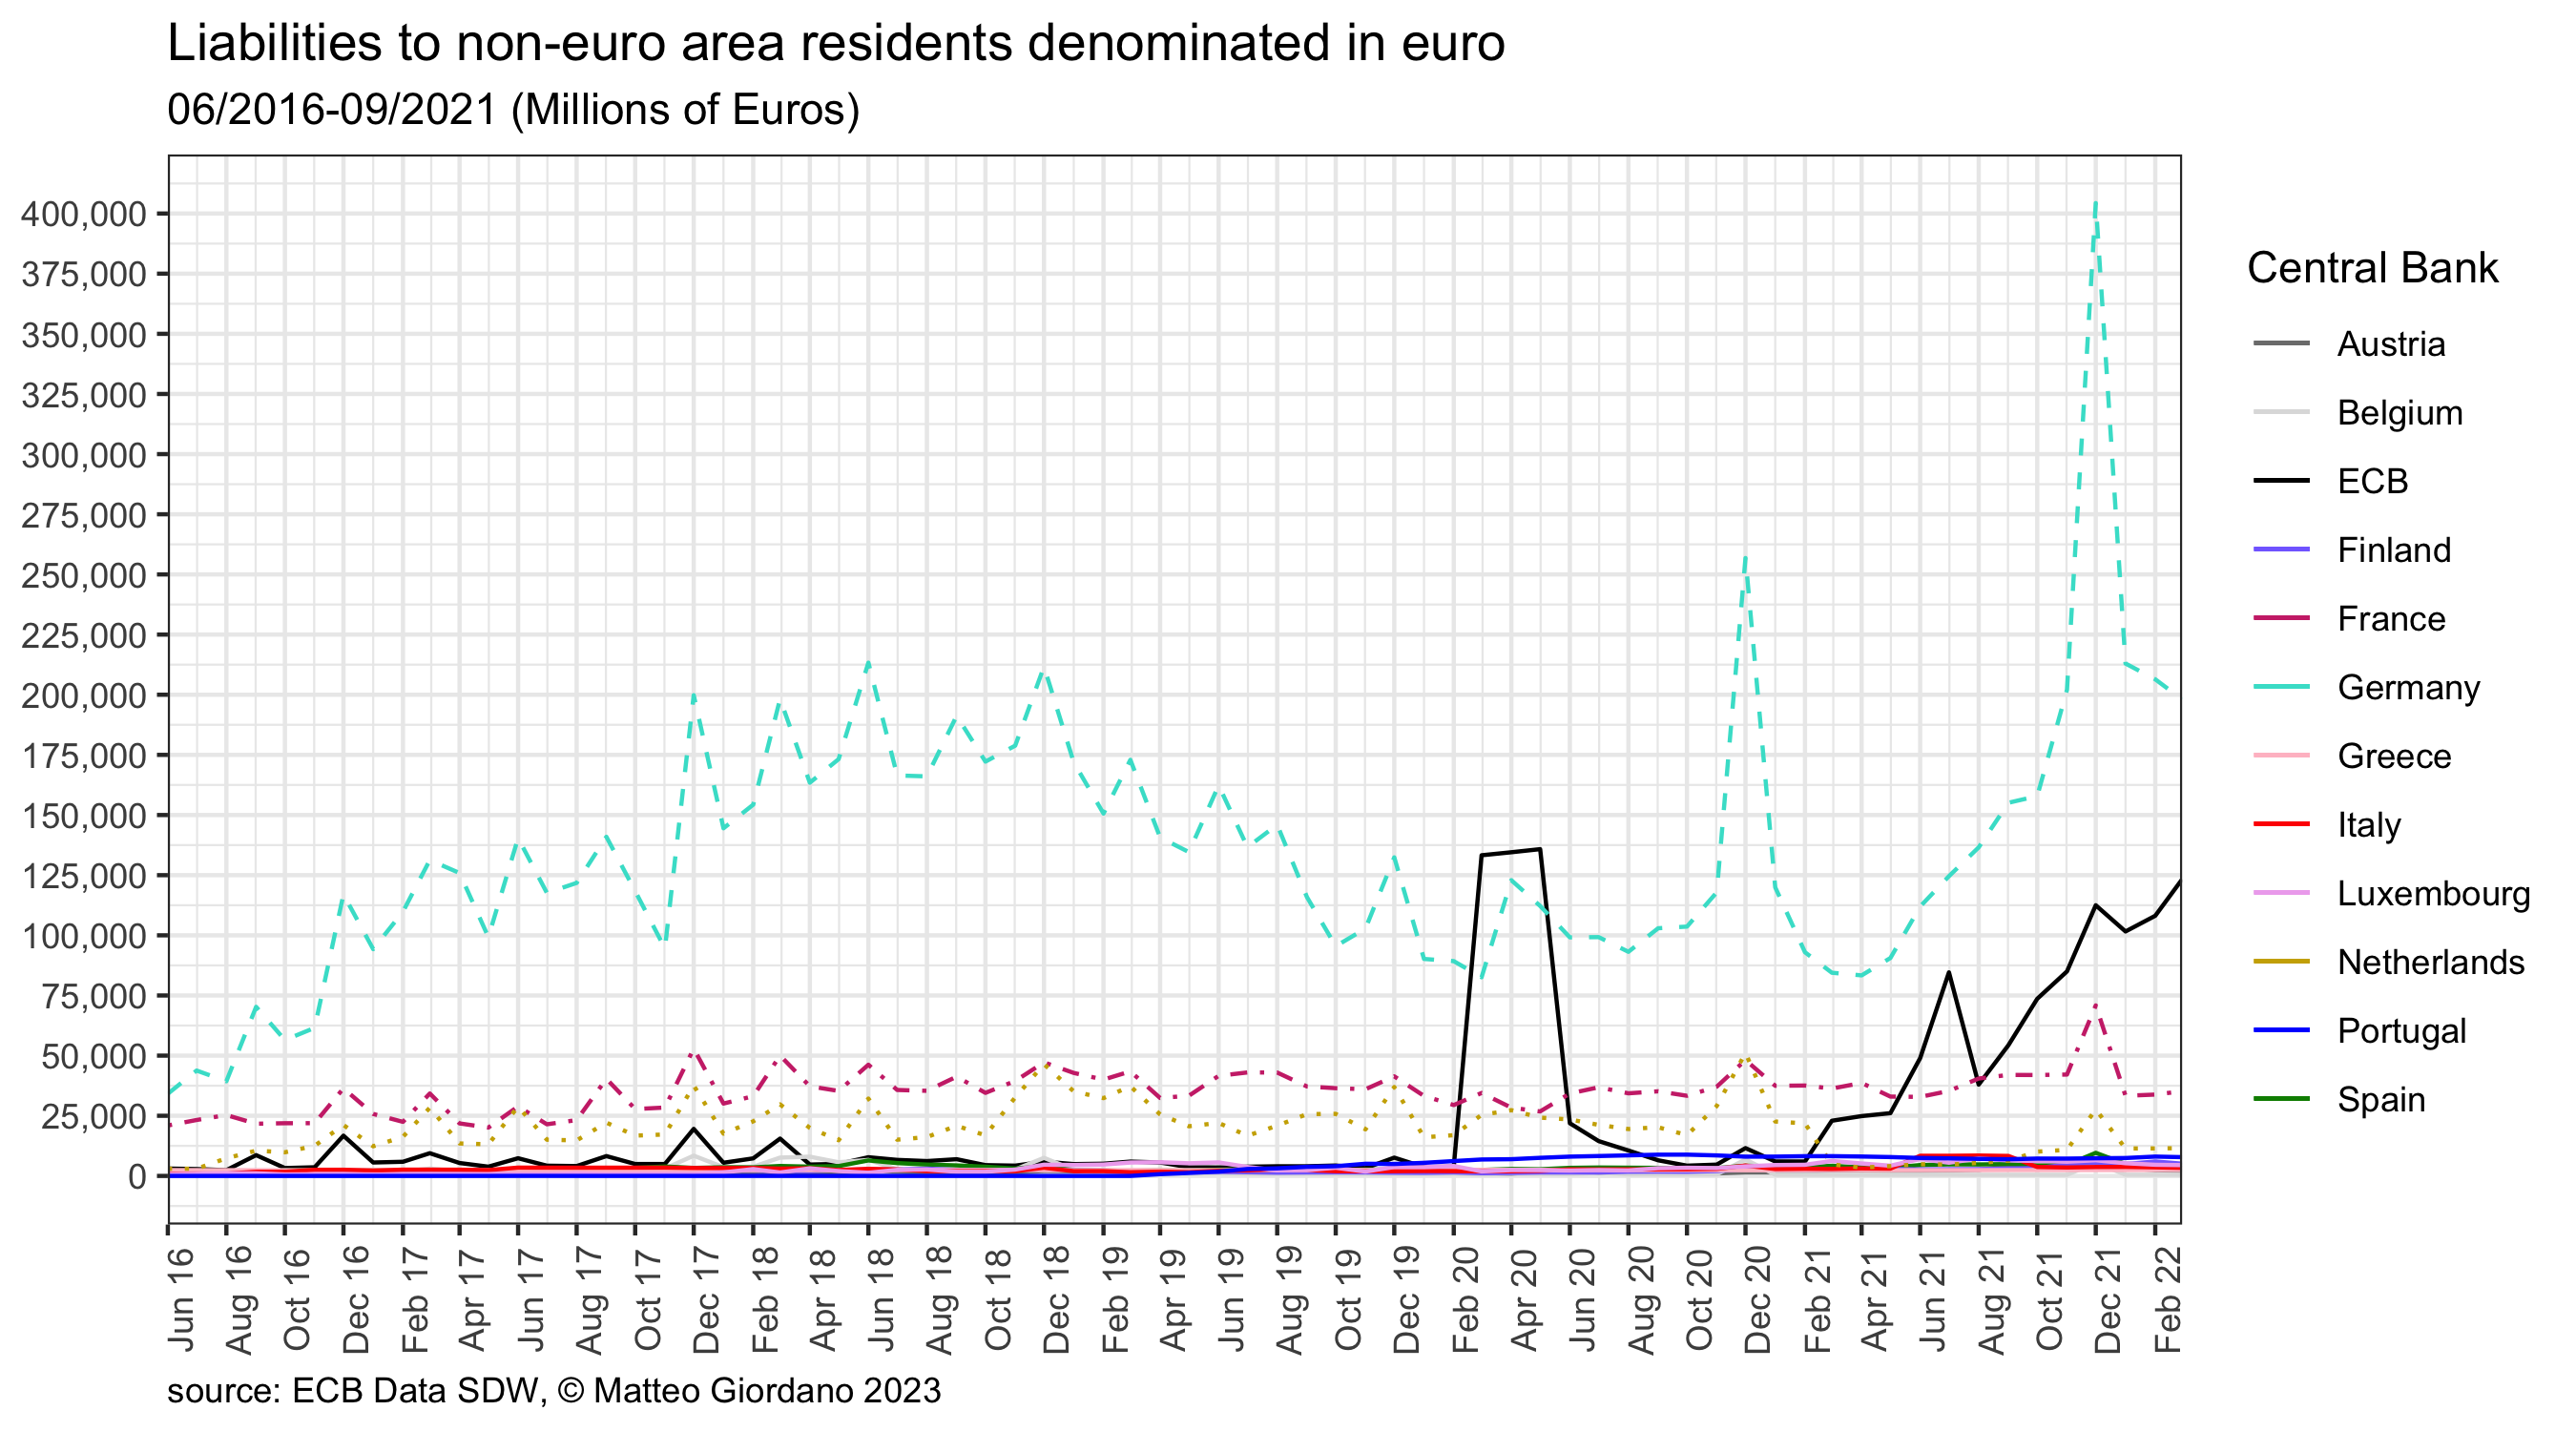 Liabilities to non-euro area residents denominated in euro
06/2016-09/2021 (Millions of Euros)
400,000
375,000
350,000
325,000
300,000
275,000
250,000
225,000
200,000
175,000
150,000
125,000
100,000
75,000
50,000
25,000
0
Jun 16
Aug 16
Oct 16
Dec 16
Feb 17
Apr 17
Jun 17
Aug 17
Oct 17
Dec 17
Feb 18
Apr 18
Jun 18
Aug 18
Oct 18
Dec 18
Feb 19
Apr 19
Jun 19
Aug 19
Oct 19
Dec 19
Feb 20
Apr 20
Jun 20
Aug 20
Oct 20
Dec 20
Feb 21
Apr 21
Jun 21
Aug 21
Oct 21
Dec 21
Feb 22
Central Bank
Austria
Belgium
ECB
Finland
France
Germany
Greece
Italy
Luxembourg
Netherlands
Portugal
Spain
source: ECB Data SDW, © Matteo Giordano 2023